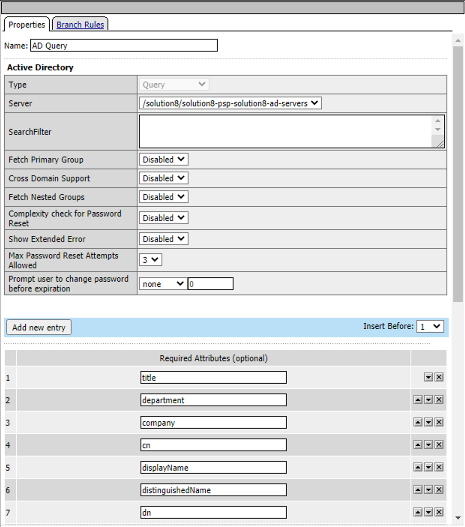 Properties Branch Rules
Name: AD Query
Active Directory
Type Query
Server /solution8/solution8-psp-solution8-ad-servers
SearchFilter
Fetch Primary Group Disabled
Cross Domain Support Disabled
Fetch Nested Groups Disabled
Complexity check for Password
Reset Disabled
Show Extended Error Disabled
Max Password Reset Attempts
Allowed 3
Prompt user to change password
before expiration none 0
Add new entry Insert Before: 1
Required Attributes (optional)
1 title
2 department
3 company
4 cn
5 displayName
6 distinguishedName
7 dn